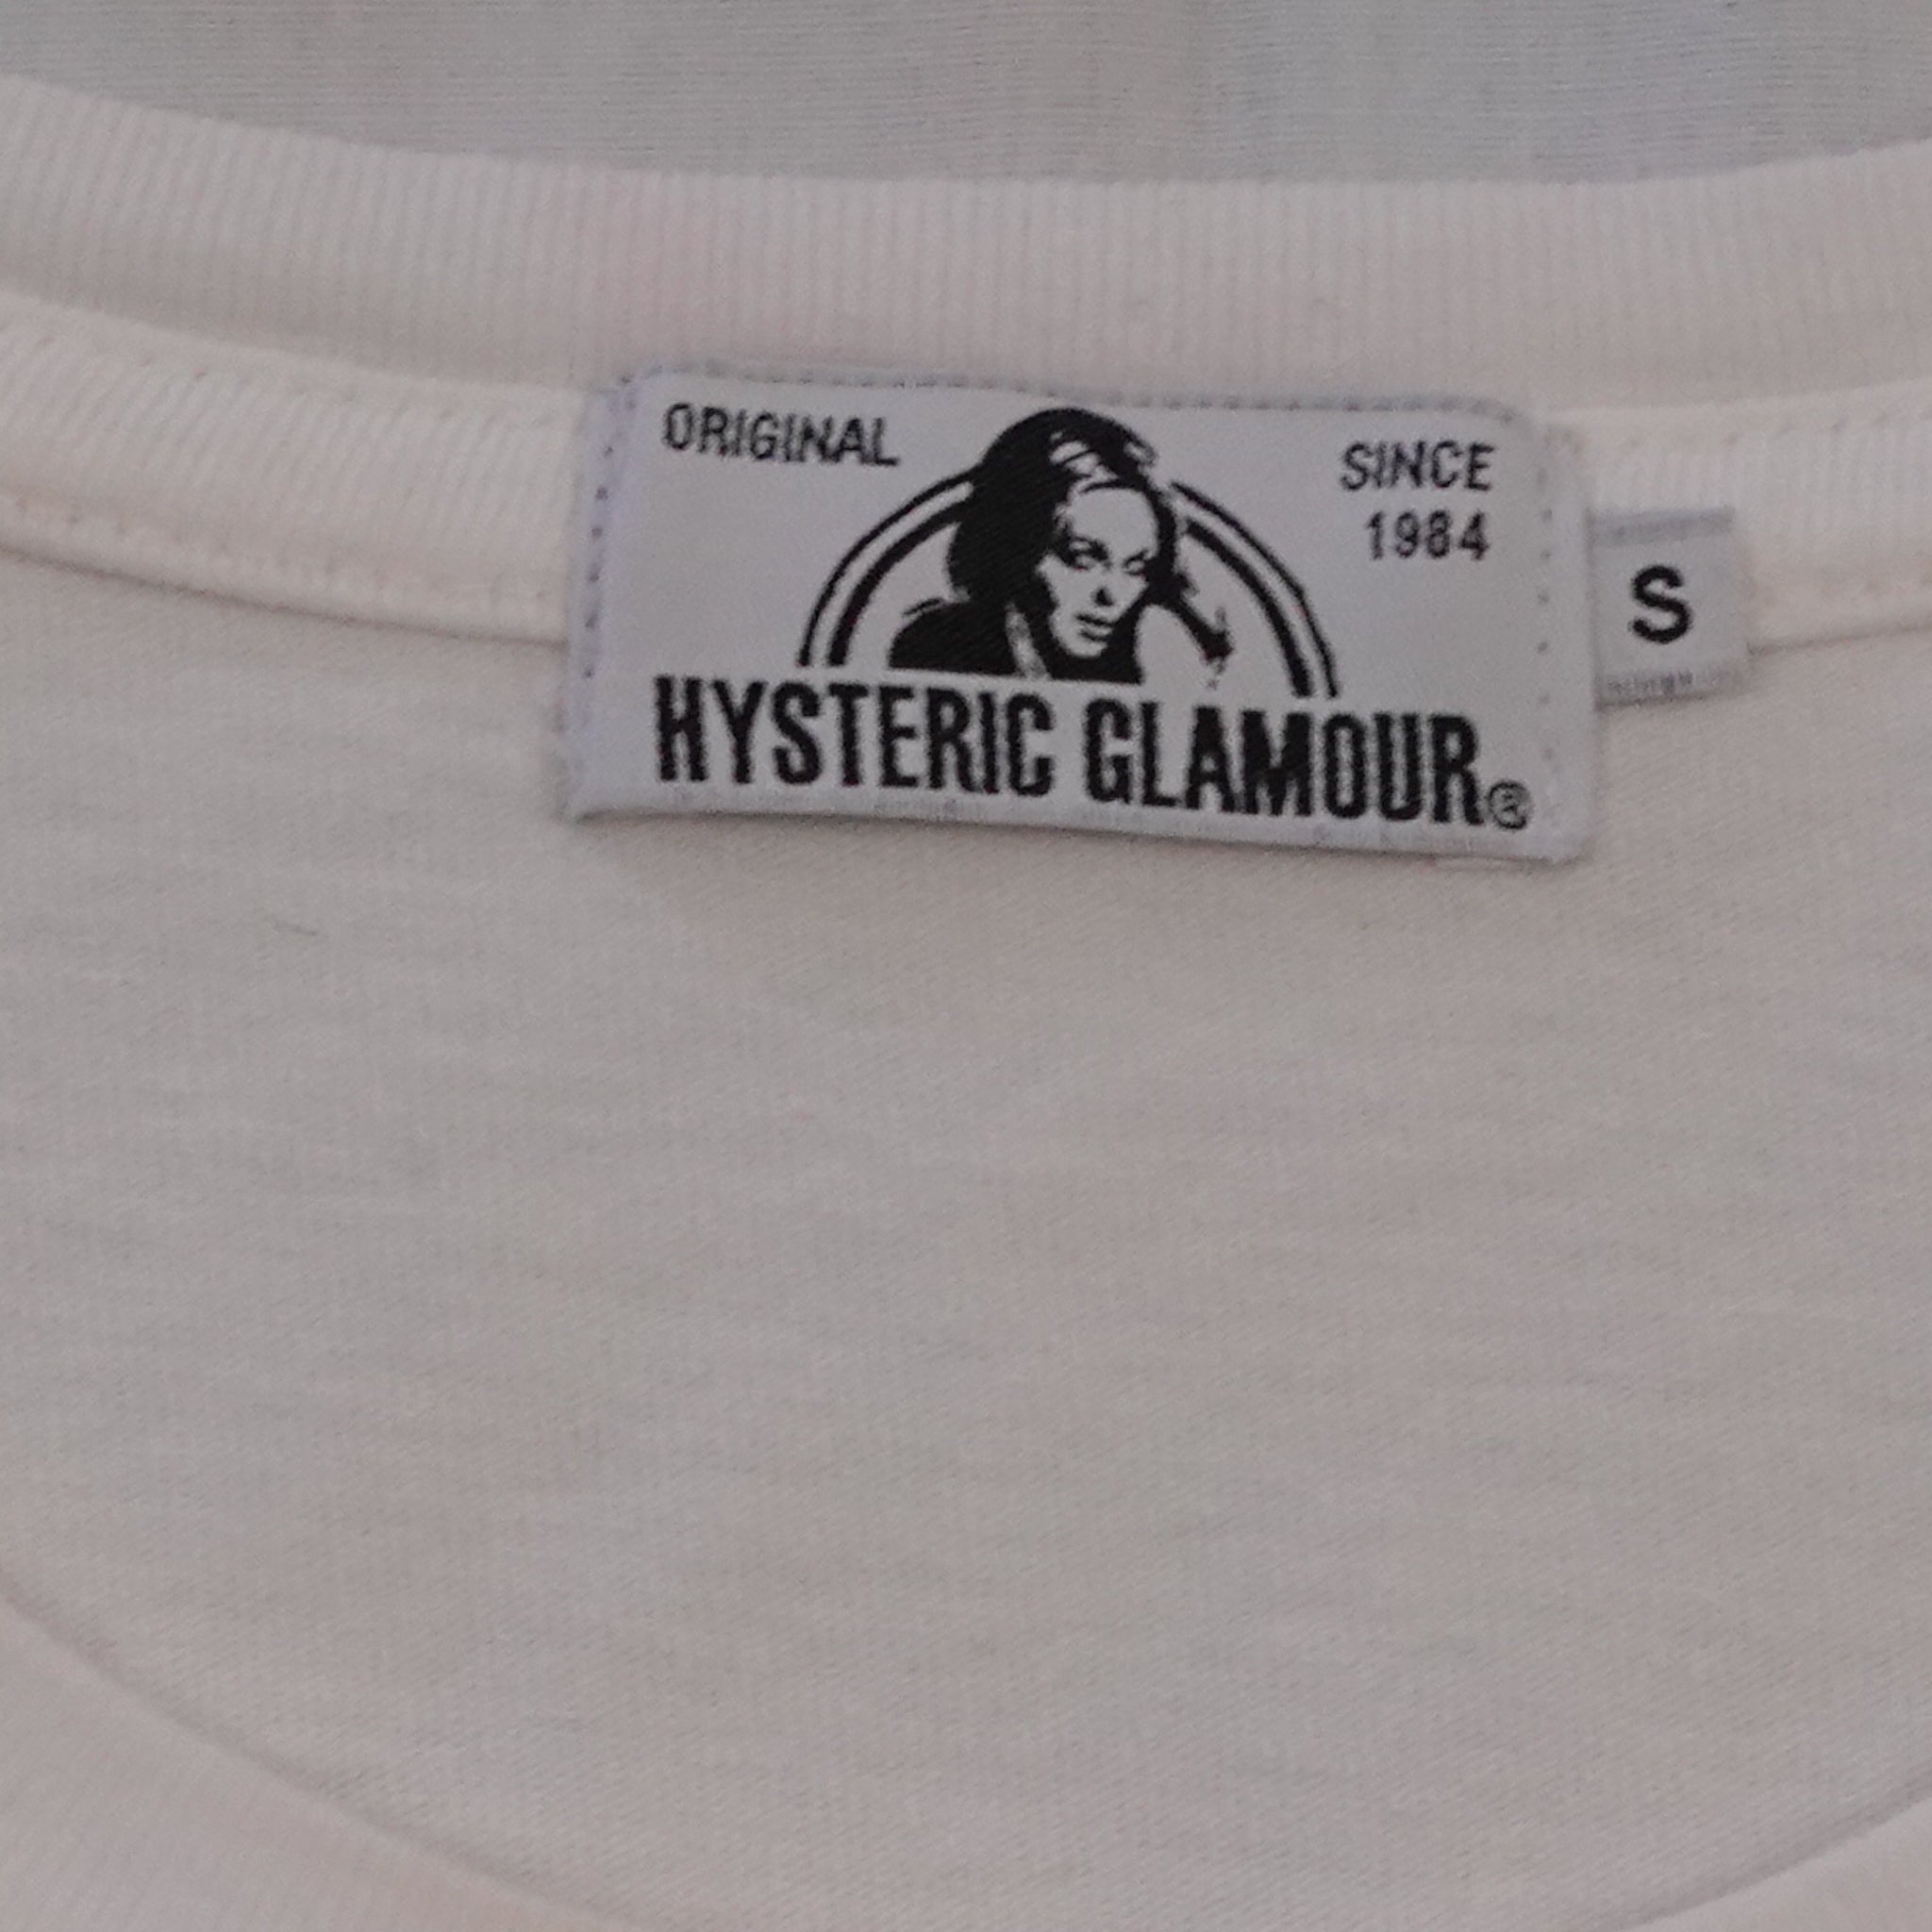 ORIGINAL
SINCE
1984
HYSTERIC GLAMOUR®
S